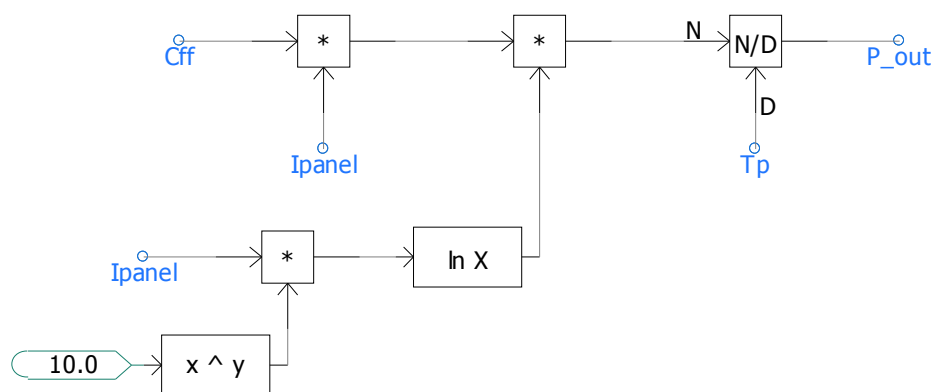 * * N N/D
Cff P_out
D
Ipanel Tp
* ln X
Ipanel
10.0 x ^ y